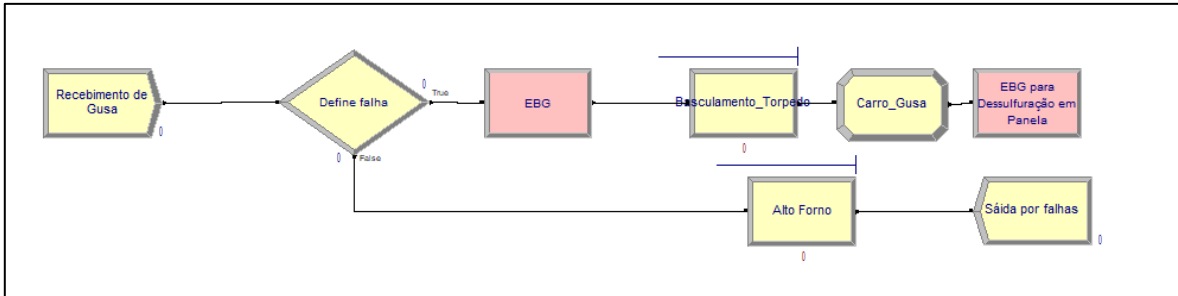 Recebimento de
Gusa
0
Define falha
0
True
0
False
EBG
Basculamento_Torpedo
0
Carro_Gusa
EBG para
Dessulfuração em
Panela
Alto Forno
0
Sáida por falhas
0